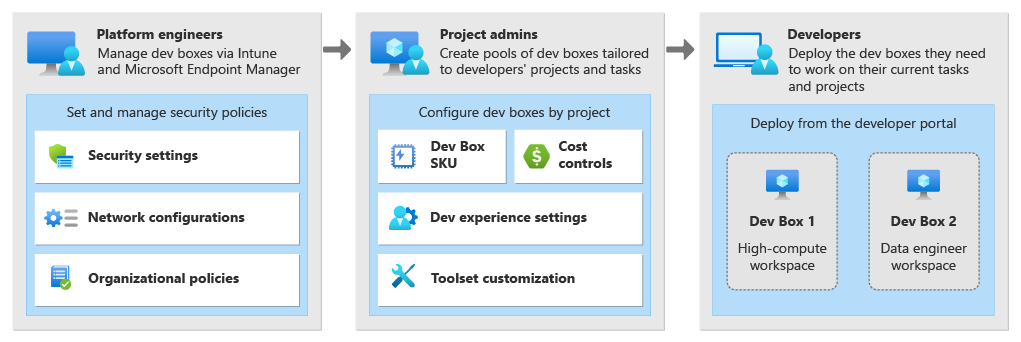 Platform engineers
Manage dev boxes via Intune
and Microsoft Endpoint Manager
Set and manage security policies
Security settings
Network configurations
Organizational policies
Project admins
Create pools of dev boxes tailored
to developers' projects and tasks
Configure dev boxes by project
Dev Box
SKU
Cost
controls
Dev experience settings
Toolset customization
Developers
Deploy the dev boxes they need
to work on their current tasks
and projects
Deploy from the developer portal
Dev Box 1
High-compute
workspace
Dev Box 2
Data engineer
workspace